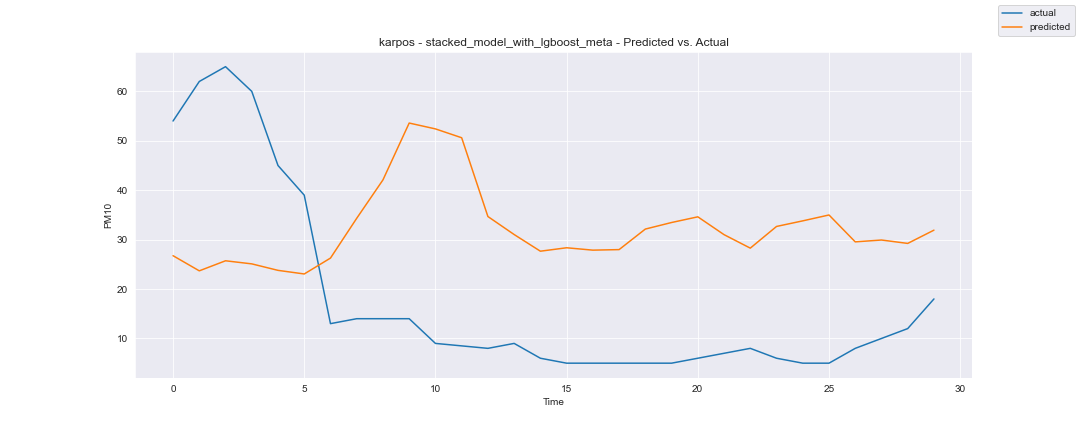 actual
predicted
karpos - stacked_model_with_lgboost_meta - Predicted vs. Actual
60
50
40
30
20
10
PM10
0 5 10 15 20 25 30
Time